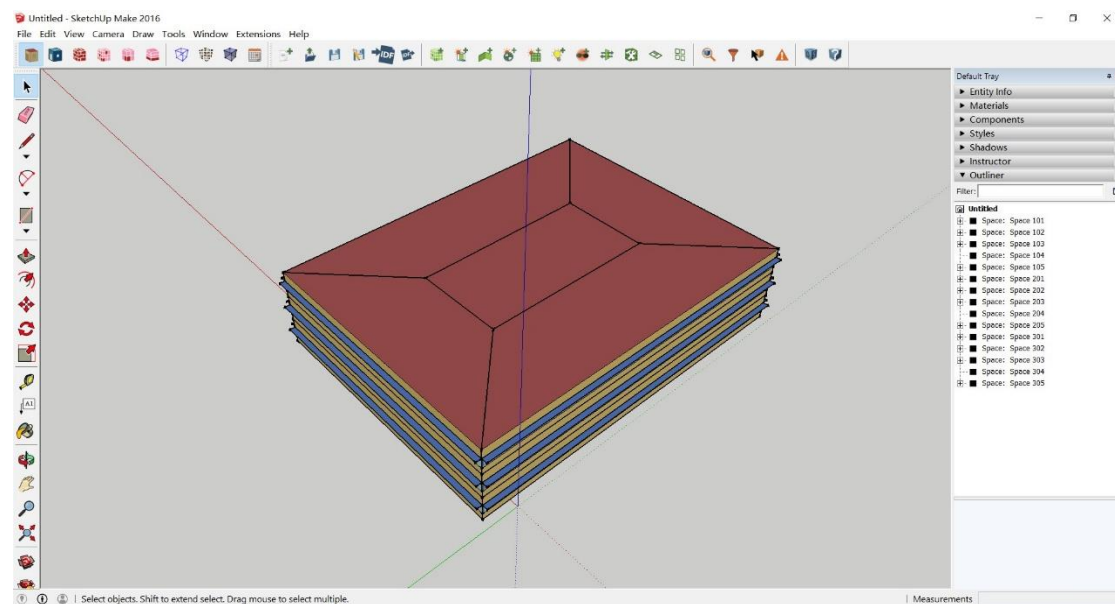 Untitled - SketchUp Make 2016
File Edit View Camera Draw Tools Window Extensions Help
IDF
A1
Default Tray
Entity Info
Materials
Components
Styles
Shadows
Instructor
Outliner
Filter:
Untitled
Space: Space 101
Space: Space 102
Space: Space 103
Space: Space 104
Space: Space 105
Space: Space 201
Space: Space 202
Space: Space 203
Space: Space 204
Space: Space 205
Space: Space 301
Space: Space 302
Space: Space 303
Space: Space 304
Space: Space 305
Select objects. Shift to extend select. Drag mouse to select multiple.
Measurements